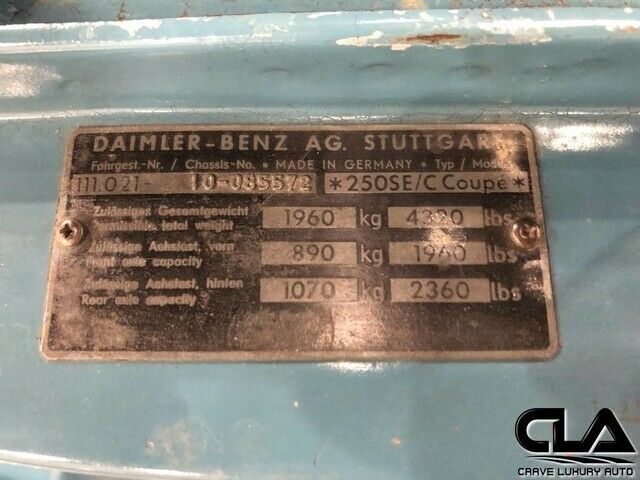 DAIMLER-BENZ AG. STUTTGART
Fahrgest.-Nr. / Chassis-No. • MADE IN GERMANY • Typ / Model
111.021- 10-085572 *250SE/C Coupé*
Zulässiges Gesamtgewicht 1960 kg 4320 lbs
Permissible total weight
Zulässige Achslast, vorn 890 kg 1960 lbs
Front axle capacity
Zulässige Achslast, hinten 1070 kg 2360 lbs
Rear axle capacity
CLA
CRAVE LUXURY AUTO